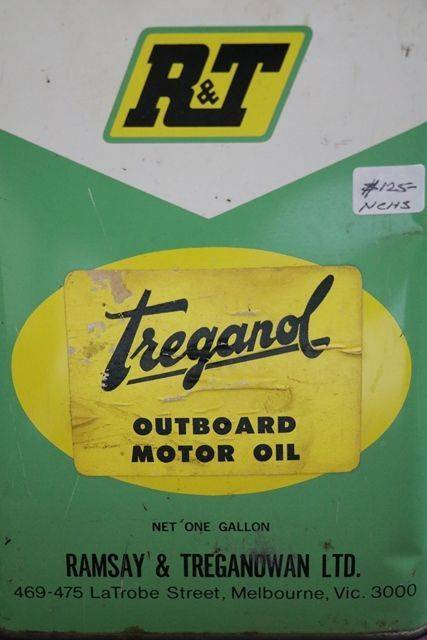 R&T
#125-
NCHS
Treganol
OUTBOARD
MOTOR OIL
NET ONE GALLON
RAMSAY & TREGANOWAN LTD.
469-475 LaTrobe Street, Melbourne, Vic. 3000